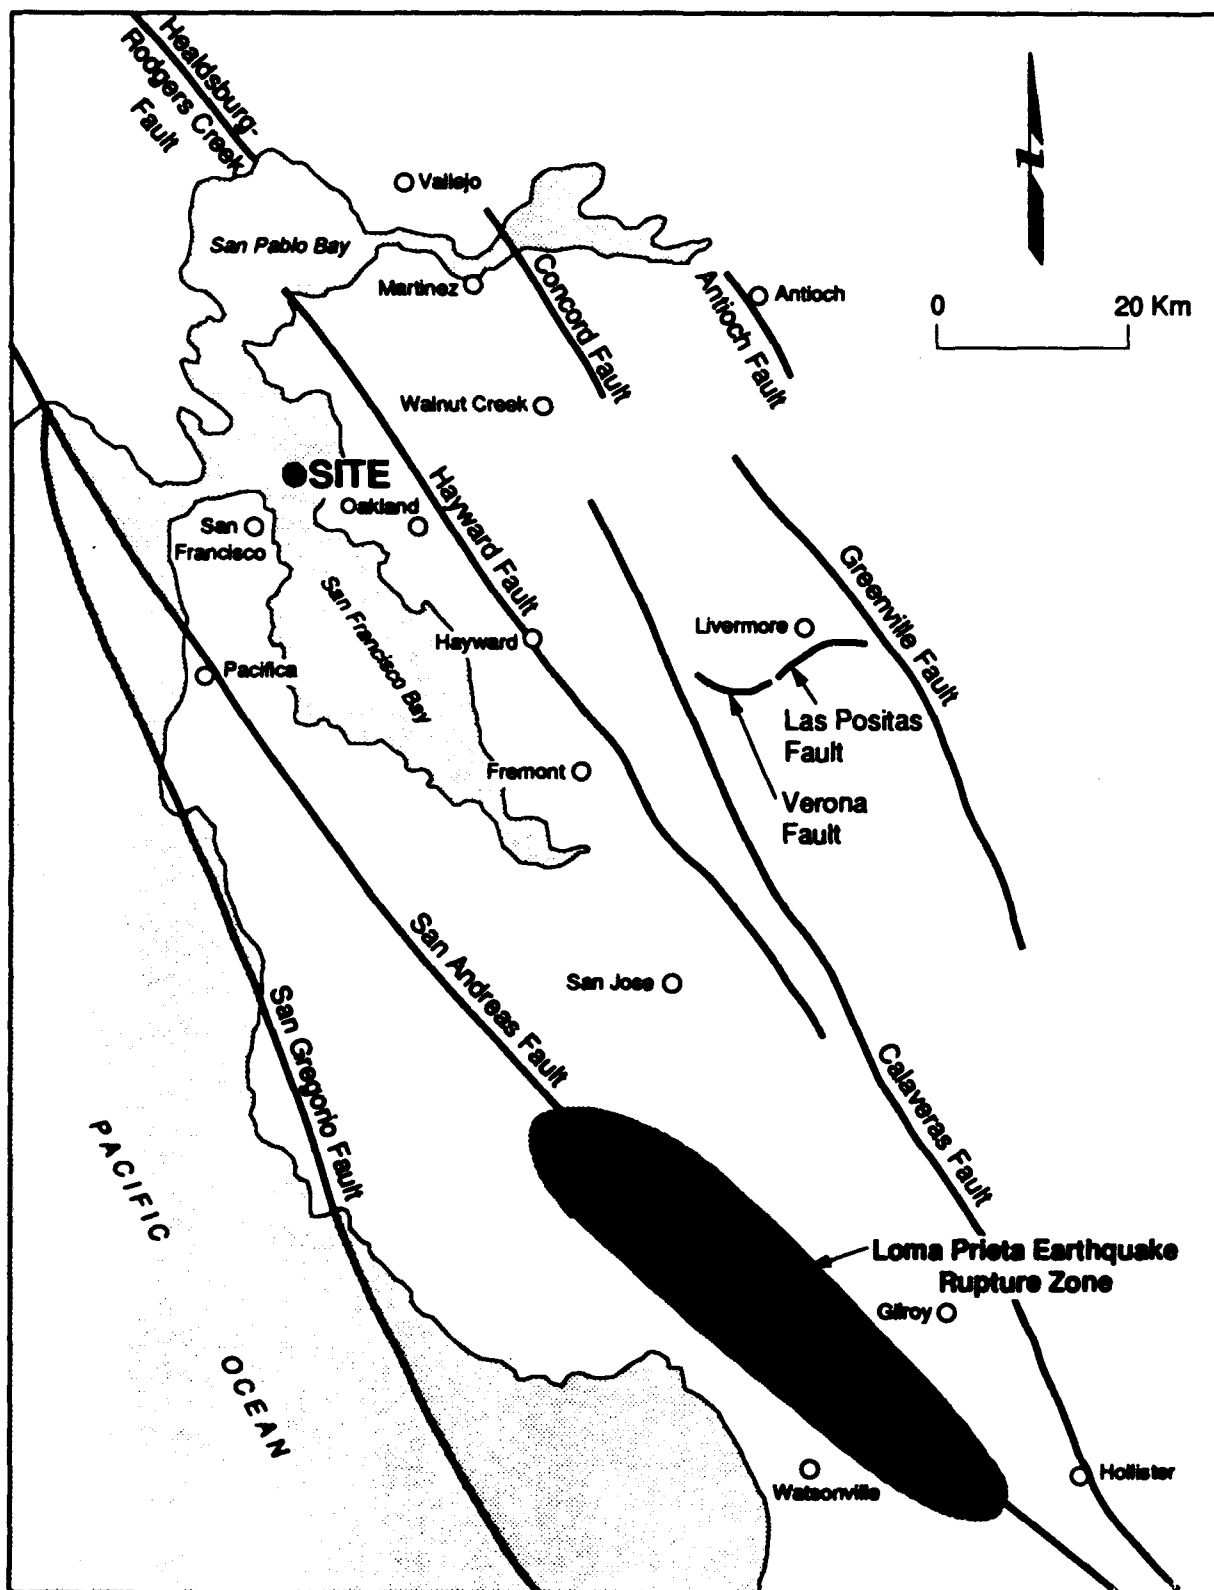 Healdsburg-
Rodgers Creek
Fault
Vallejo
San Pablo Bay
Martinez
Concord Fault
Antioch Fault
Antioch
0 20 Km
Walnut Creek
SITE
Oakland
San
Francisco
Hayward Fault
San Francisco Bay
Hayward
Pacifica
Livermore
Greenville Fault
Las Positas
Fault
Verona
Fault
Fremont
San Jose
San Andreas Fault
San Gregorio Fault
Calaveras Fault
PACIFIC
OCEAN
Loma Prieta Earthquake
Rupture Zone
Gilroy
Watsonville
Hollister